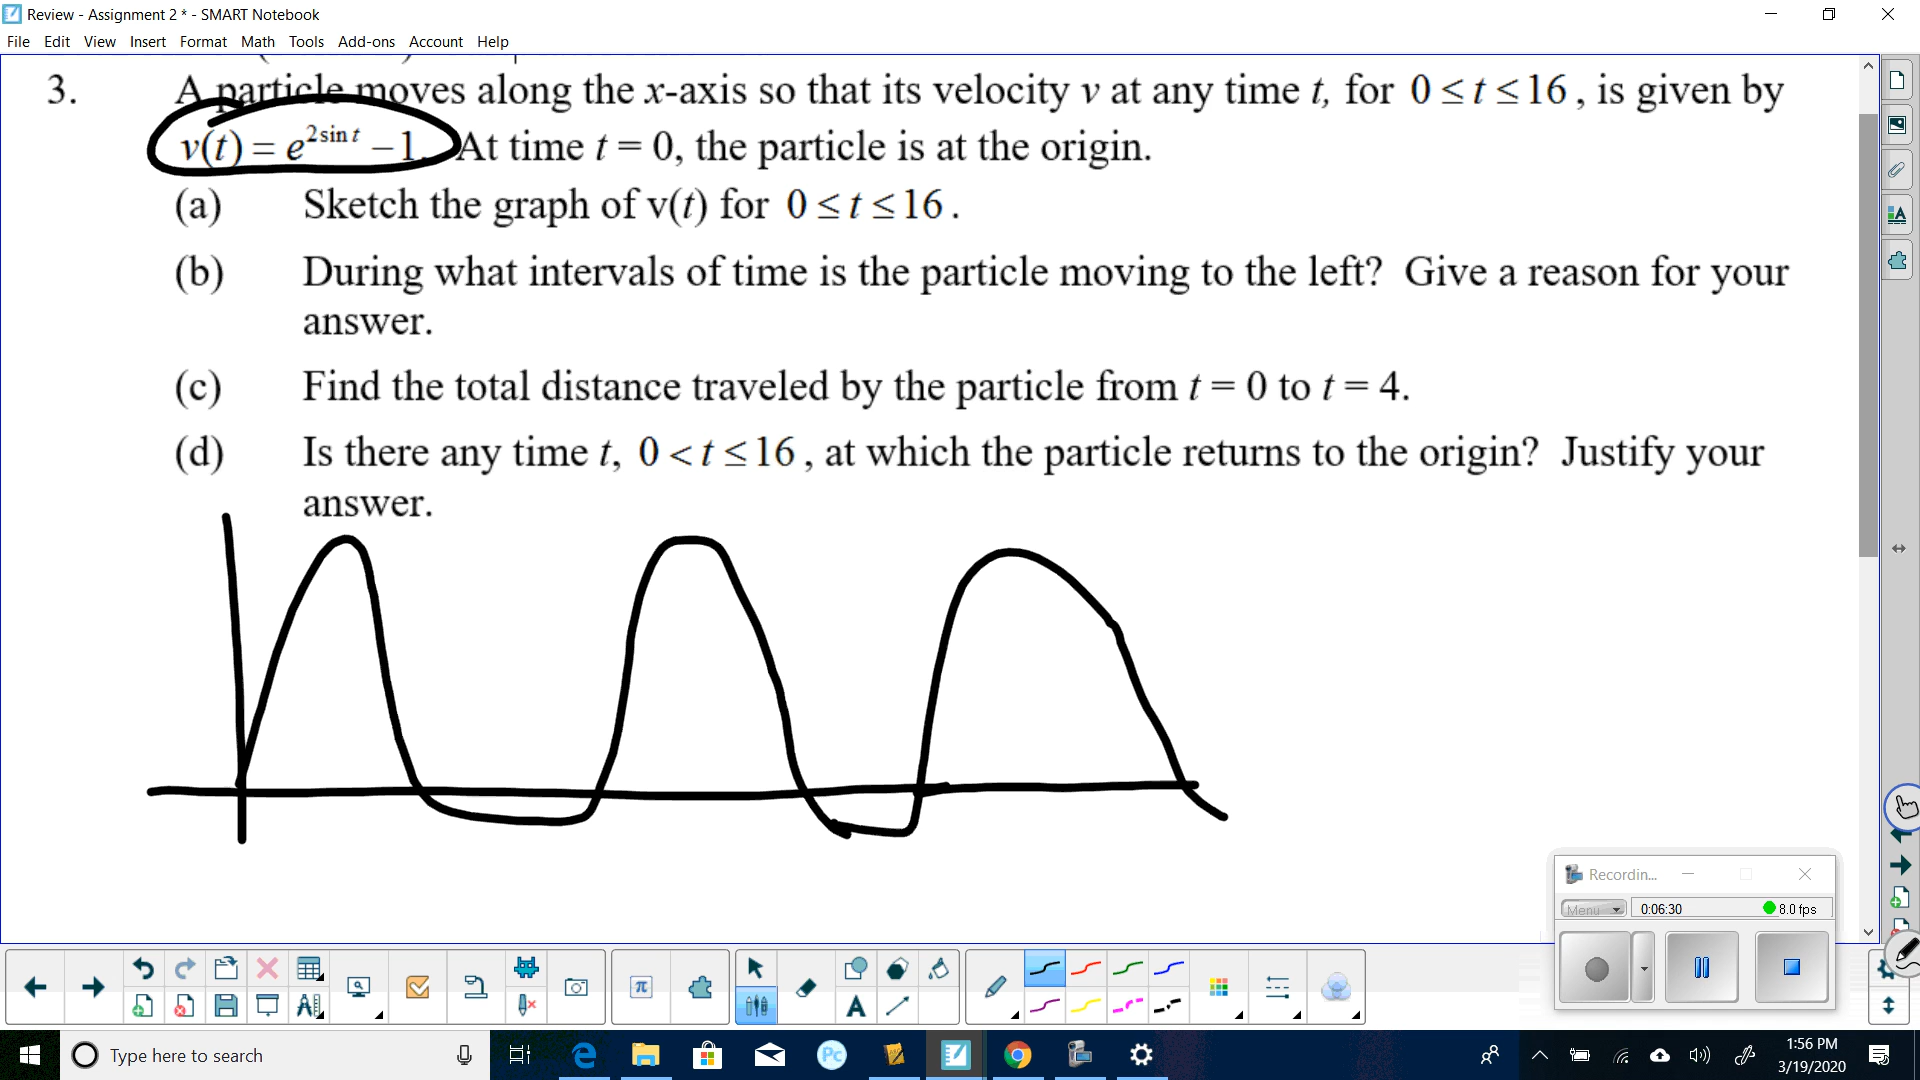 Review - Assignment 2 * - SMART Notebook
File Edit View Insert Format Math Tools Add-ons Account Help
3. A particle moves along the x-axis so that its velocity v at any time t, for 0 ≤ t ≤ 16, is given by
v(t) = e^{2 sin t} − 1. At time t = 0, the particle is at the origin.
(a) Sketch the graph of v(t) for 0 ≤ t ≤ 16.
(b) During what intervals of time is the particle moving to the left? Give a reason for your
answer.
(c) Find the total distance traveled by the particle from t = 0 to t = 4.
(d) Is there any time t, 0 < t ≤ 16, at which the particle returns to the origin? Justify your
answer.
Recordin...
Menu 0:06:30 8.0 fps
π
A
Type here to search
Pc
1:56 PM
3/19/2020